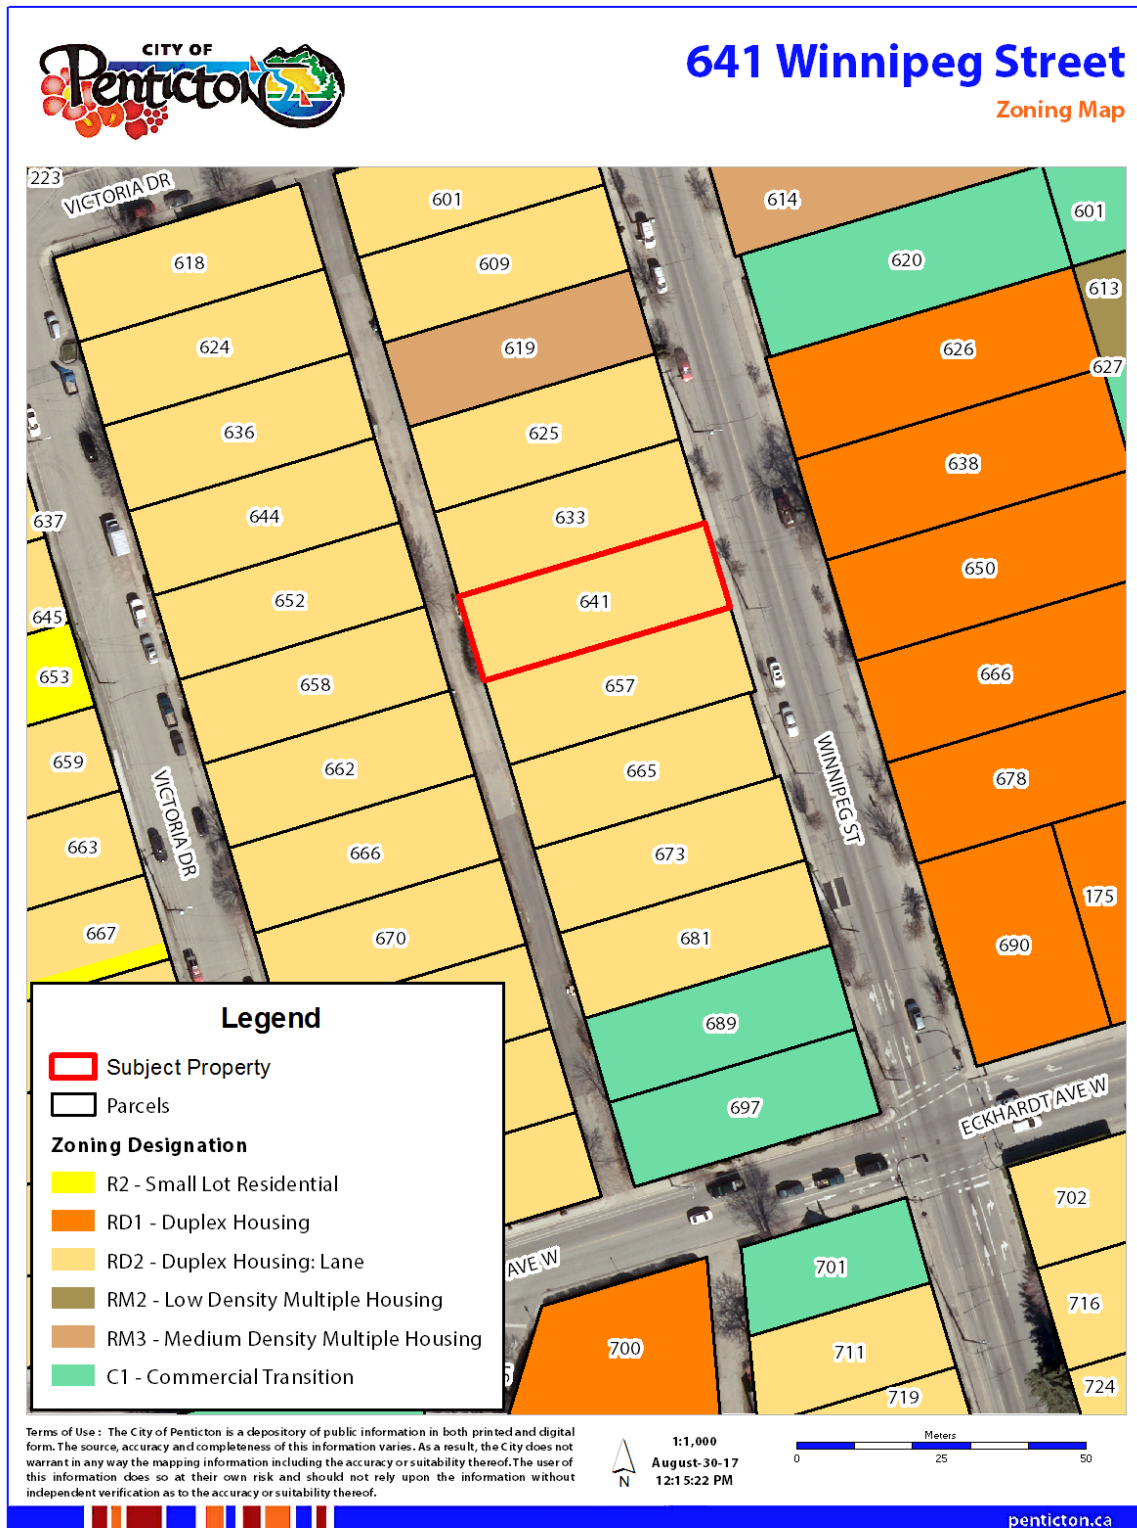 CITY OF
Penticton
641 Winnipeg Street
Zoning Map
223
VICTORIA DR
601
614
601
618
609
620
613
624
619
626
627
636
625
638
637
644
633
650
645
652
641
653
658
657
666
659
662
665
WINNIPEG ST
678
VICTORIA DR
663
666
673
175
667
670
681
690
689
697
ECKHARDT AVE W
702
AVE W
701
716
700
711
719
724
Legend
Subject Property
Parcels
Zoning Designation
R2 - Small Lot Residential
RD1 - Duplex Housing
RD2 - Duplex Housing: Lane
RM2 - Low Density Multiple Housing
RM3 - Medium Density Multiple Housing
C1 - Commercial Transition
Terms of Use : The City of Penticton is a depository of public information in both printed and digital
form. The source, accuracy and completeness of this information varies. As a result, the City does not
warrant in any way the mapping information including the accuracy or suitability thereof. The user of
this information does so at their own risk and should not rely upon the information without
independent verification as to the accuracy or suitability thereof.
N
1:1,000
August-30-17
12:15:22 PM
Meters
0 25 50
penticton.ca